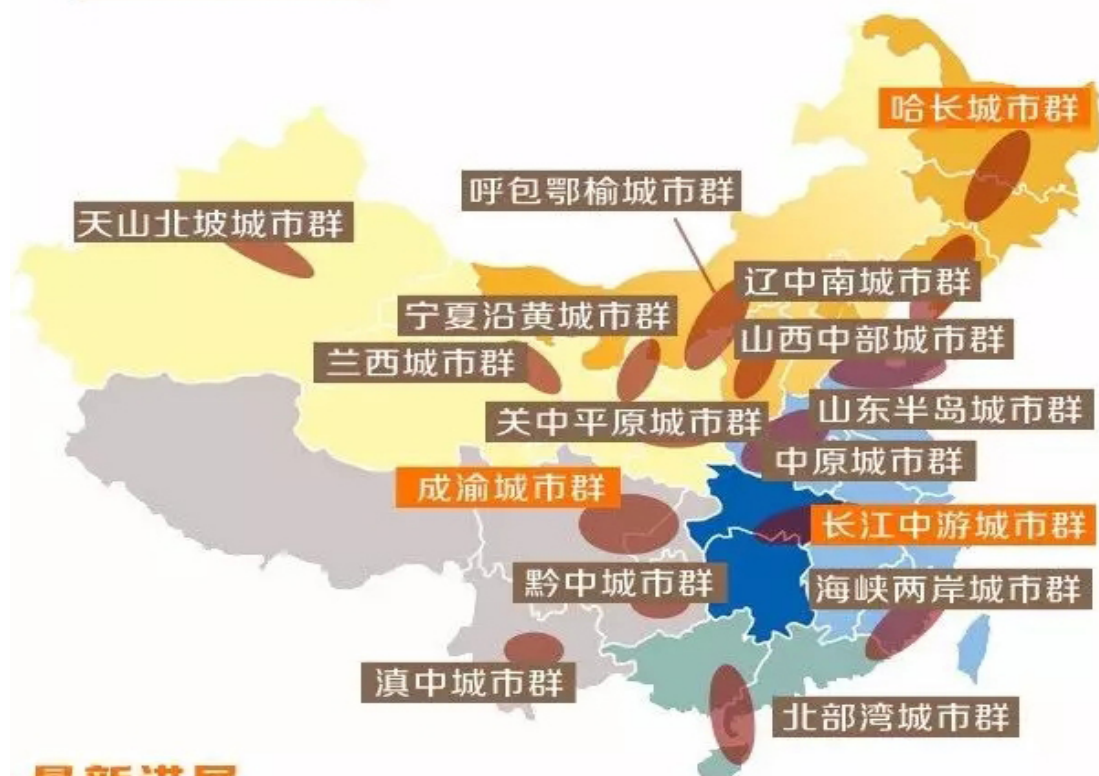 哈长城市群
呼包鄂榆城市群
天山北坡城市群
辽中南城市群
宁夏沿黄城市群
山西中部城市群
兰西城市群
山东半岛城市群
关中平原城市群
中原城市群
成渝城市群
长江中游城市群
黔中城市群
海峡两岸城市群
滇中城市群
北部湾城市群
最新进展